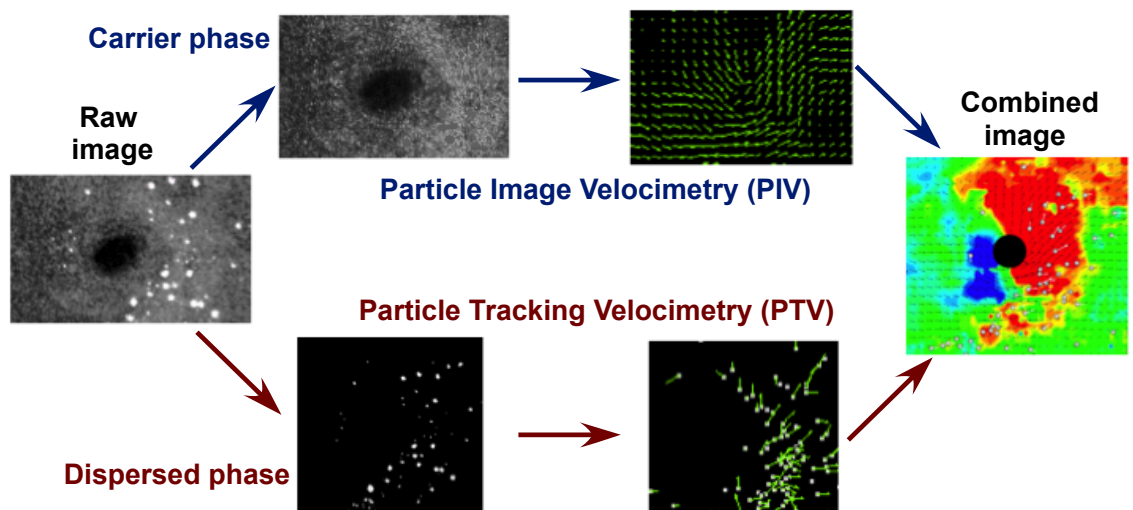 Carrier phase
Raw
image
Particle Image Velocimetry (PIV)
Combined
image
Particle Tracking Velocimetry (PTV)
Dispersed phase